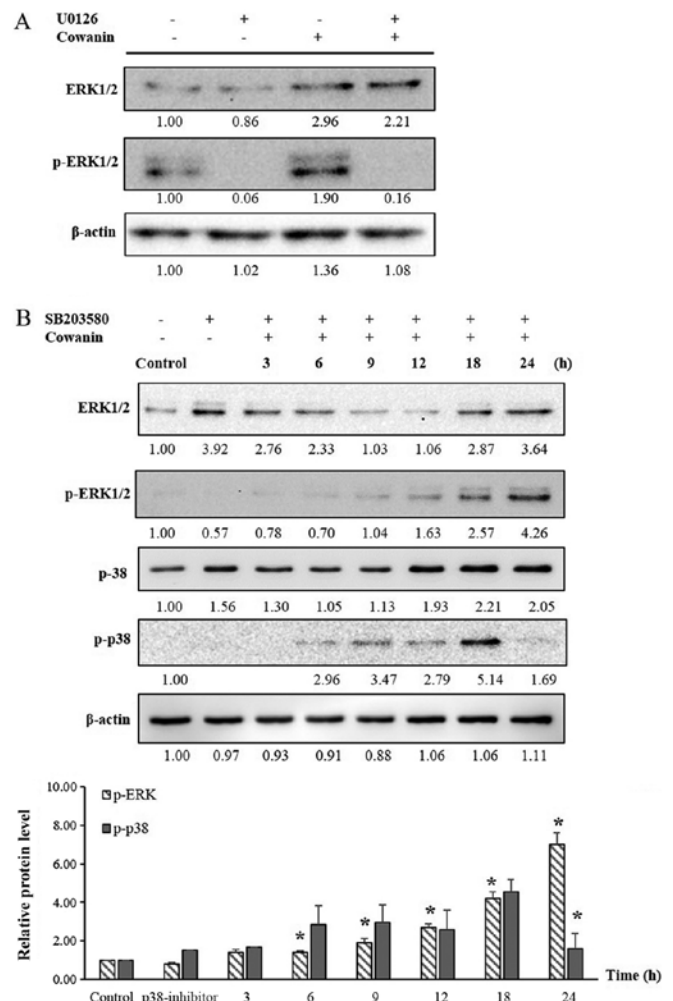 A
U0126 - + - +
Cowanin - - + +
ERK1/2
1.00 0.86 2.96 2.21
p-ERK1/2
1.00 0.06 1.90 0.16
β-actin
1.00 1.02 1.36 1.08
B
SB203580 - + + + + + + +
Cowanin - - + + + + + +
Control 3 6 9 12 18 24 (h)
ERK1/2
1.00 3.92 2.76 2.33 1.03 1.06 2.87 3.64
p-ERK1/2
1.00 0.57 0.78 0.70 1.04 1.63 2.57 4.26
p-38
1.00 1.56 1.30 1.05 1.13 1.93 2.21 2.05
p-p38
1.00 2.96 3.47 2.79 5.14 1.69
β-actin
1.00 0.97 0.93 0.91 0.88 1.06 1.06 1.11
Relative protein level
10.00
8.00
6.00
4.00
2.00
0.00
p-ERK
p-p38
* * * * * *
Control p38-inhibitor 3 6 9 12 18 24
Time (h)